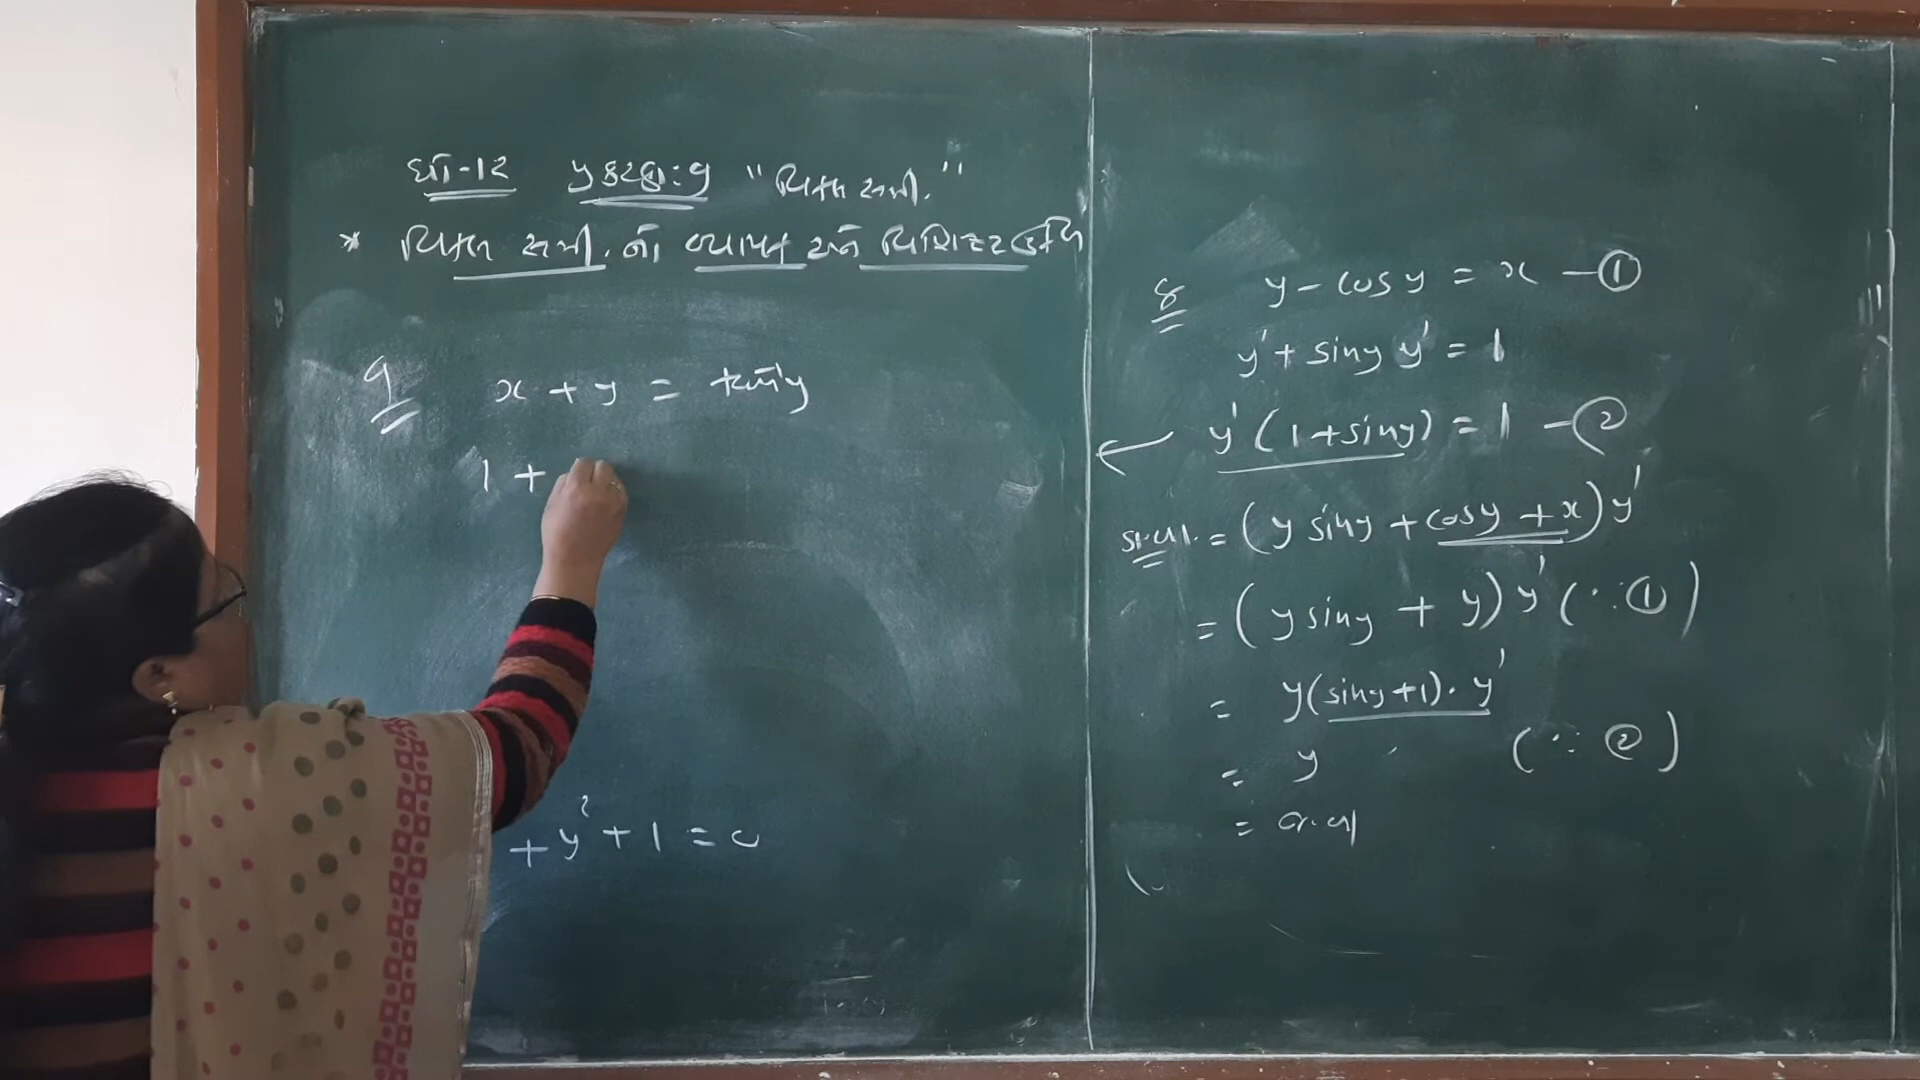 ધો-12 પ્રકરણ:9 "વિકલ સમી."
* વિકલ સમી. નો વ્યાપક અને વિશિષ્ટ ઉકેલ
9 x + y = tan⁻¹y
1 +
+ y² + 1 = 0
8 y - cos y = x - ①
y' + sin y y' = 1
y' (1 + sin y) = 1 - ②
ડા.બા. = (y sin y + cos y + x) y'
= (y sin y + y) y' (∵ ①)
= y (sin y + 1) · y'
= y (∵ ②)
= જ.બા